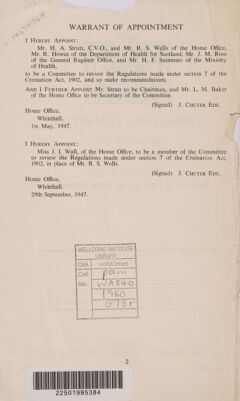 WARRANT OF APPOINTMENT
I HEREBY APPOINT:
Mr. H. A. Strutt, C.V.O., and Mr. R. S. Wells of the Home Office,
Mr. R. Howat of the Department of Health for Scotland, Mr. J. M. Ross
of the General Register Office, and Mr. H. F. Summers of the Ministry
of Health,
to be a Committee to review the Regulations made under section 7 of the
Cremation Act, 1902, and to make recommendations.
AND I FURTHER APPOINT Mr. Strutt to be Chairman, and Mr. L. M. Baker
of the Home Office to be Secretary of the Committee.
(Signed) J. CHUTER EDE.
Home Office,
Whitehall.
1st May, 1947.
I HEREBY APPOINT:
Miss J. I. Wall, of the Home Office, to be a member of the Committee
to review the Regulations made under section 7 of the Cremation Act,
1902, in place of Mr. R. S. Wells.
(Signed) J. CHUTER EDE.
Home Office,
Whitehall.
29th September, 1947.
WELLCOME INSTITUTE
LIBRARY
Coll.
Call
pam
No.
WA840
1950
G78r
2
22501995384